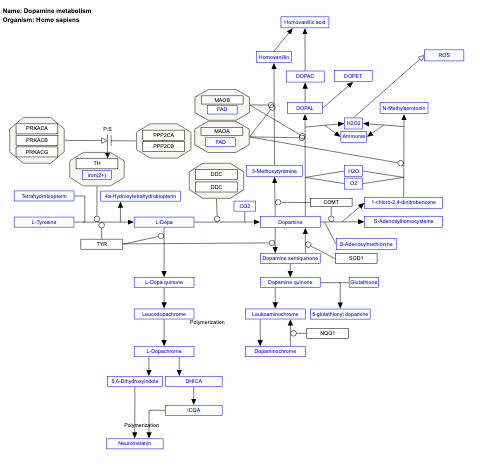 Name: Dopamine metabolism
Organism: Homo sapiens
Homovanillic acid
Homovanillin
ROS
DOPAC
DOPET
MAOB
FAD
DOPAL
N-Methylserotonin
PRKACA
PRKACB
PRKACG
P:S
PPP2CA
PPP2CB
MAOA
FAD
H2O2
Ammonia
TH
iron(2+)
DDC
DDC
3-Methoxytyramine
H2O
O2
Tetrahydrobiopterin
4a-Hydroxytetrahydrobiopterin
CO2
COMT
1-chloro-2,4-dinitrobenzene
L-Tyrosine
L-Dopa
Dopamine
S-Adenosylhomocysteine
TYR
S-Adenosylmethionine
Dopamine semiquinone
SOD1
L-Dopa quinone
Dopamine quinone
Glutathione
Leucodopachrome
Leukoaminochrome
5-glutathionyl dopamine
Polymerization
NQO1
L-Dopachrome
Dopaminochrome
5,6-Dihydroxyindole
DHICA
ICQA
Polymerization
Neuromelanin